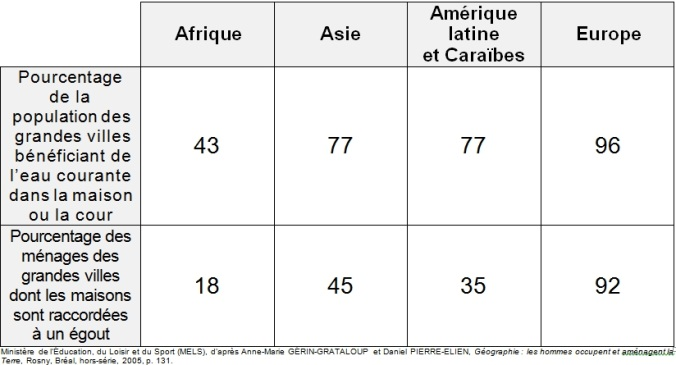 Afrique
Asie
Amérique
latine
et Caraïbes
Europe
Pourcentage
de la
population des
grandes villes
bénéficiant de
l'eau courante
dans la maison
ou la cour
43
77
77
96
Pourcentage des
ménages des
grandes villes
dont les maisons
sont raccordées
à un égout
18
45
35
92
Ministère de l'Éducation, du Loisir et du Sport (MELS), d'après Anne-Marie GÉRIN-GRATALOUP et Daniel PIERRE-ELIEN, Géographie : les hommes occupent et aménagent la
Terre, Rosny, Bréal, hors-série, 2005, p. 131.